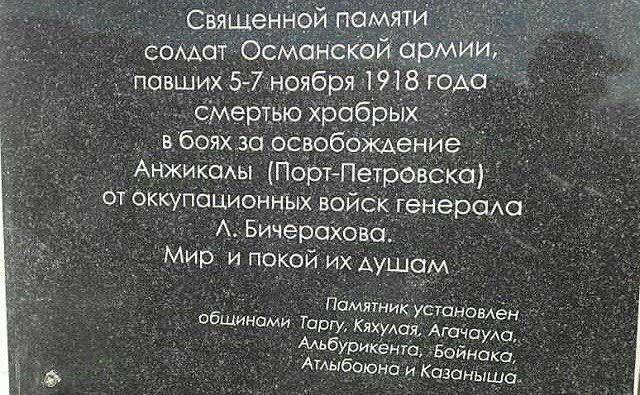 Священной памяти
солдат Османской армии,
павших 5-7 ноября 1918 года
смертью храбрых
в боях за освобождение
Анжикалы (Порт-Петровска)
от оккупационных войск генерала
Л. Бичерахова.
Мир и покой их душам
Памятник установлен
общинами Таргу, Кяхулая, Агачаула,
Альбурикента, Бойнака,
Атлыбоюна и Казаныша